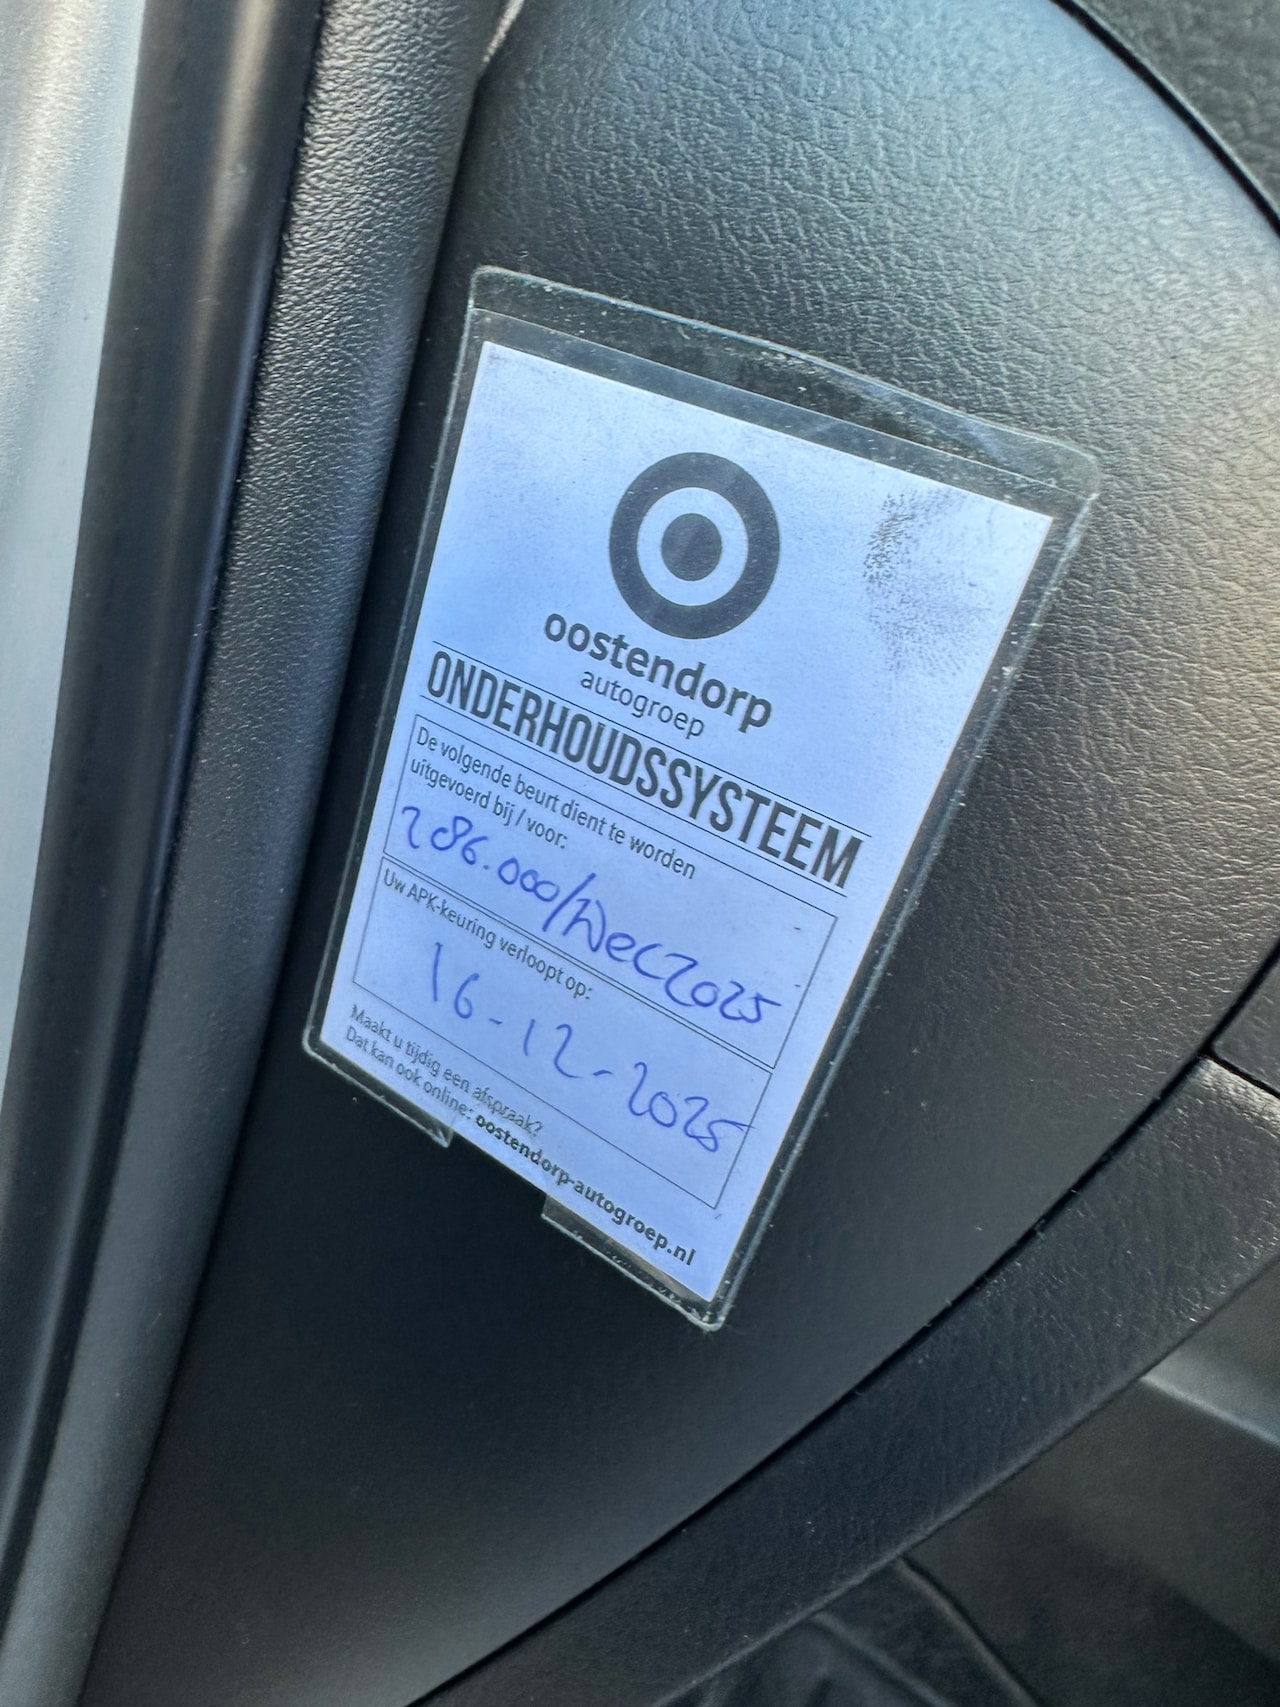 oostendorp
autogroep
ONDERHOUDSSYSTEEM
De volgende beurt dient te worden
uitgevoerd bij / voor:
286.000/Dec2025
Uw APK-keuring verloopt op:
16-12-2025
Maakt u tijdig een afspraak?
Dat kan ook online: oostendorp-autogroep.nl